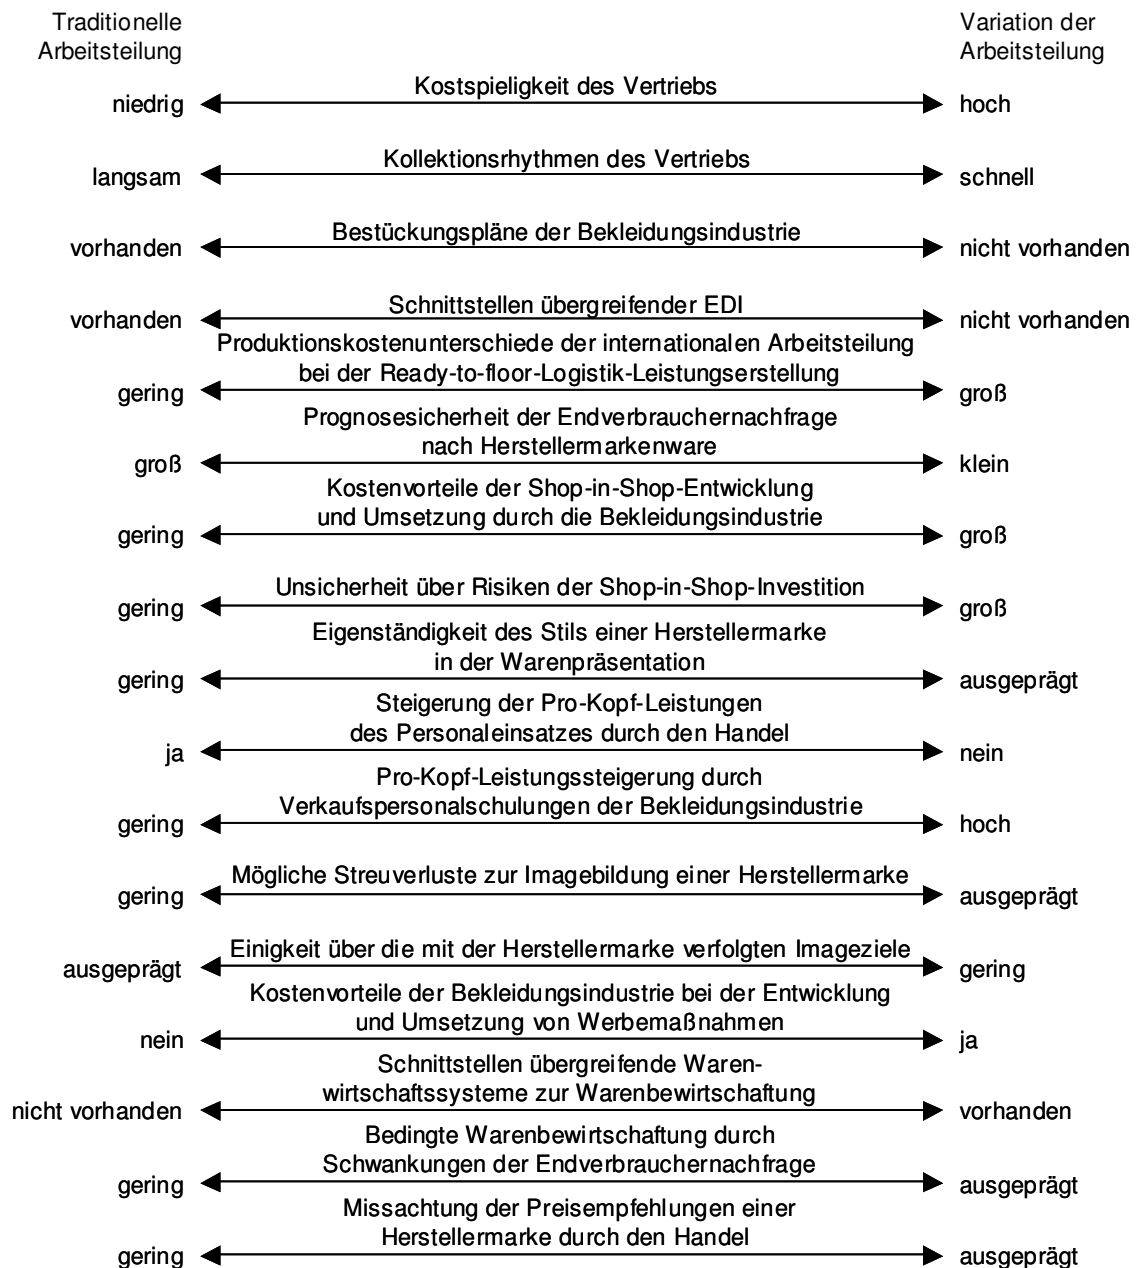 Traditionelle
Arbeitsteilung
Variation der
Arbeitsteilung
Kostspieligkeit des Vertriebs
niedrig
hoch
Kollektionsrhythmen des Vertriebs
langsam
schnell
Bestückungspläne der Bekleidungsindustrie
vorhanden
nicht vorhanden
Schnittstellen übergreifender EDI
vorhanden
nicht vorhanden
Produktionskostenunterschiede der internationalen Arbeitsteilung
bei der Ready-to-floor-Logistik-Leistungserstellung
gering
groß
Prognosesicherheit der Endverbrauchernachfrage
nach Herstellermarkenware
groß
klein
Kostenvorteile der Shop-in-Shop-Entwicklung
und Umsetzung durch die Bekleidungsindustrie
gering
groß
Unsicherheit über Risiken der Shop-in-Shop-Investition
gering
groß
Eigenständigkeit des Stils einer Herstellermarke
in der Warenpräsentation
gering
ausgeprägt
Steigerung der Pro-Kopf-Leistungen
des Personaleinsatzes durch den Handel
ja
nein
Pro-Kopf-Leistungssteigerung durch
Verkaufspersonalschulungen der Bekleidungsindustrie
gering
hoch
Mögliche Streuverluste zur Imagebildung einer Herstellermarke
gering
ausgeprägt
Einigkeit über die mit der Herstellermarke verfolgten Imageziele
ausgeprägt
gering
Kostenvorteile der Bekleidungsindustrie bei der Entwicklung
und Umsetzung von Werbemaßnahmen
nein
ja
Schnittstellen übergreifende Waren-
wirtschaftssysteme zur Warenbewirtschaftung
nicht vorhanden
vorhanden
Bedingte Warenbewirtschaftung durch
Schwankungen der Endverbrauchernachfrage
gering
ausgeprägt
Missachtung der Preisempfehlungen einer
Herstellermarke durch den Handel
gering
ausgeprägt